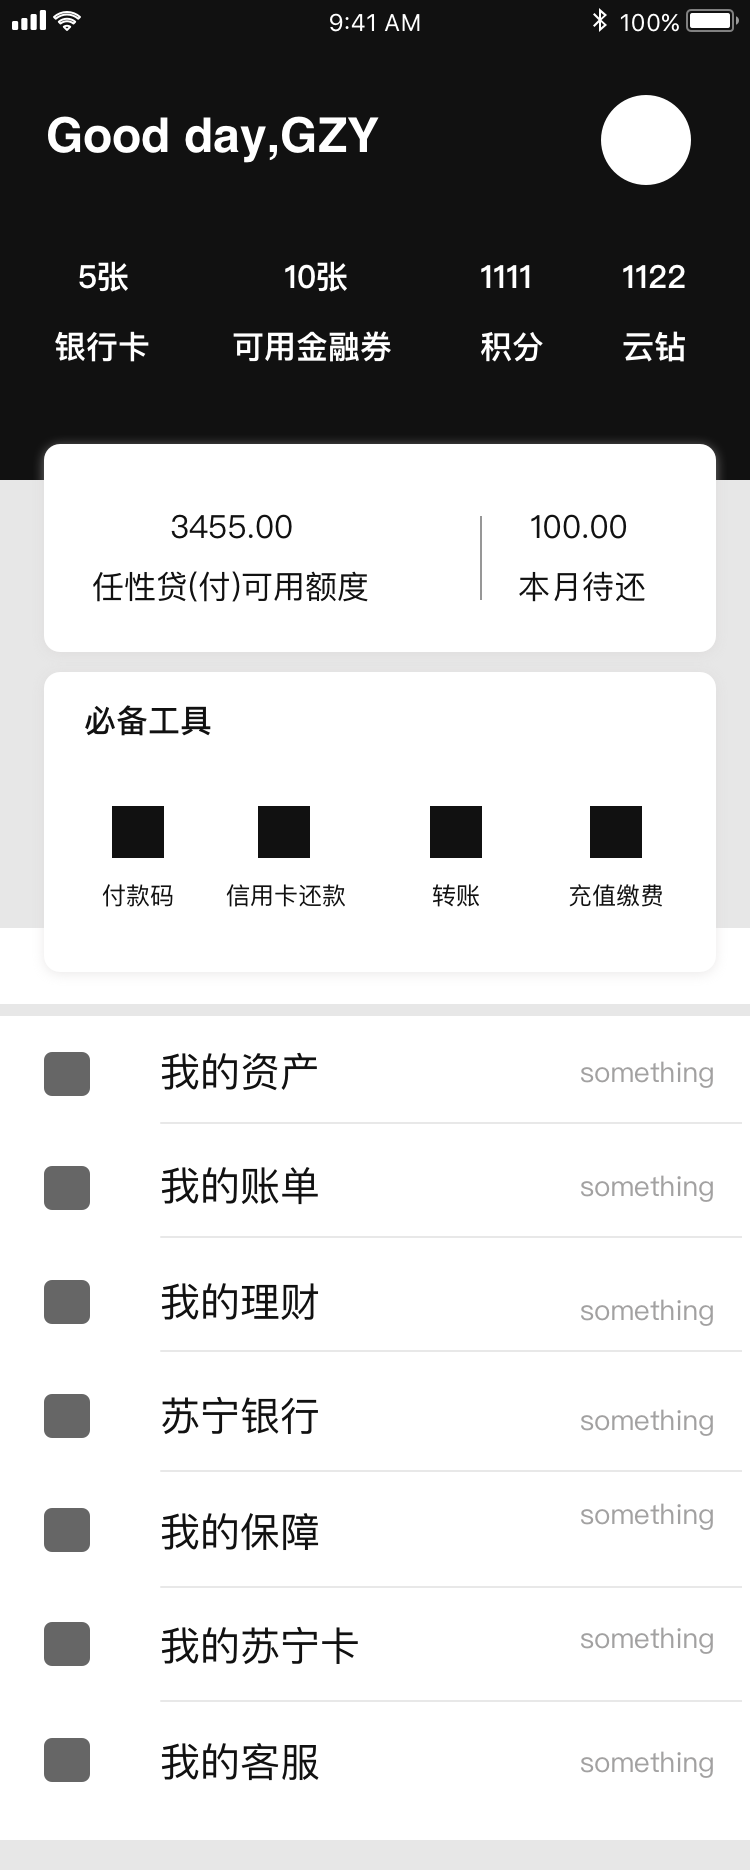 9:41 AM 100%
Good day,GZY
5张 10张 1111 1122
银行卡 可用金融券 积分 云钻
3455.00 100.00
任性贷(付)可用额度 本月待还
必备工具
付款码 信用卡还款 转账 充值缴费
我的资产 something
我的账单 something
我的理财 something
苏宁银行 something
我的保障 something
我的苏宁卡 something
我的客服 something